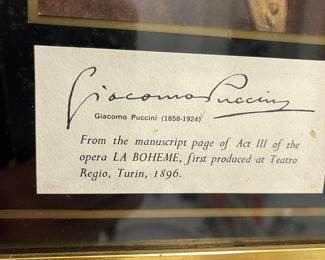 Giacomo Puccini
Giacomo Puccini (1858-1924)
From the manuscript page of Act III of the
opera LA BOHEME, first produced at Teatro
Regio, Turin, 1896.